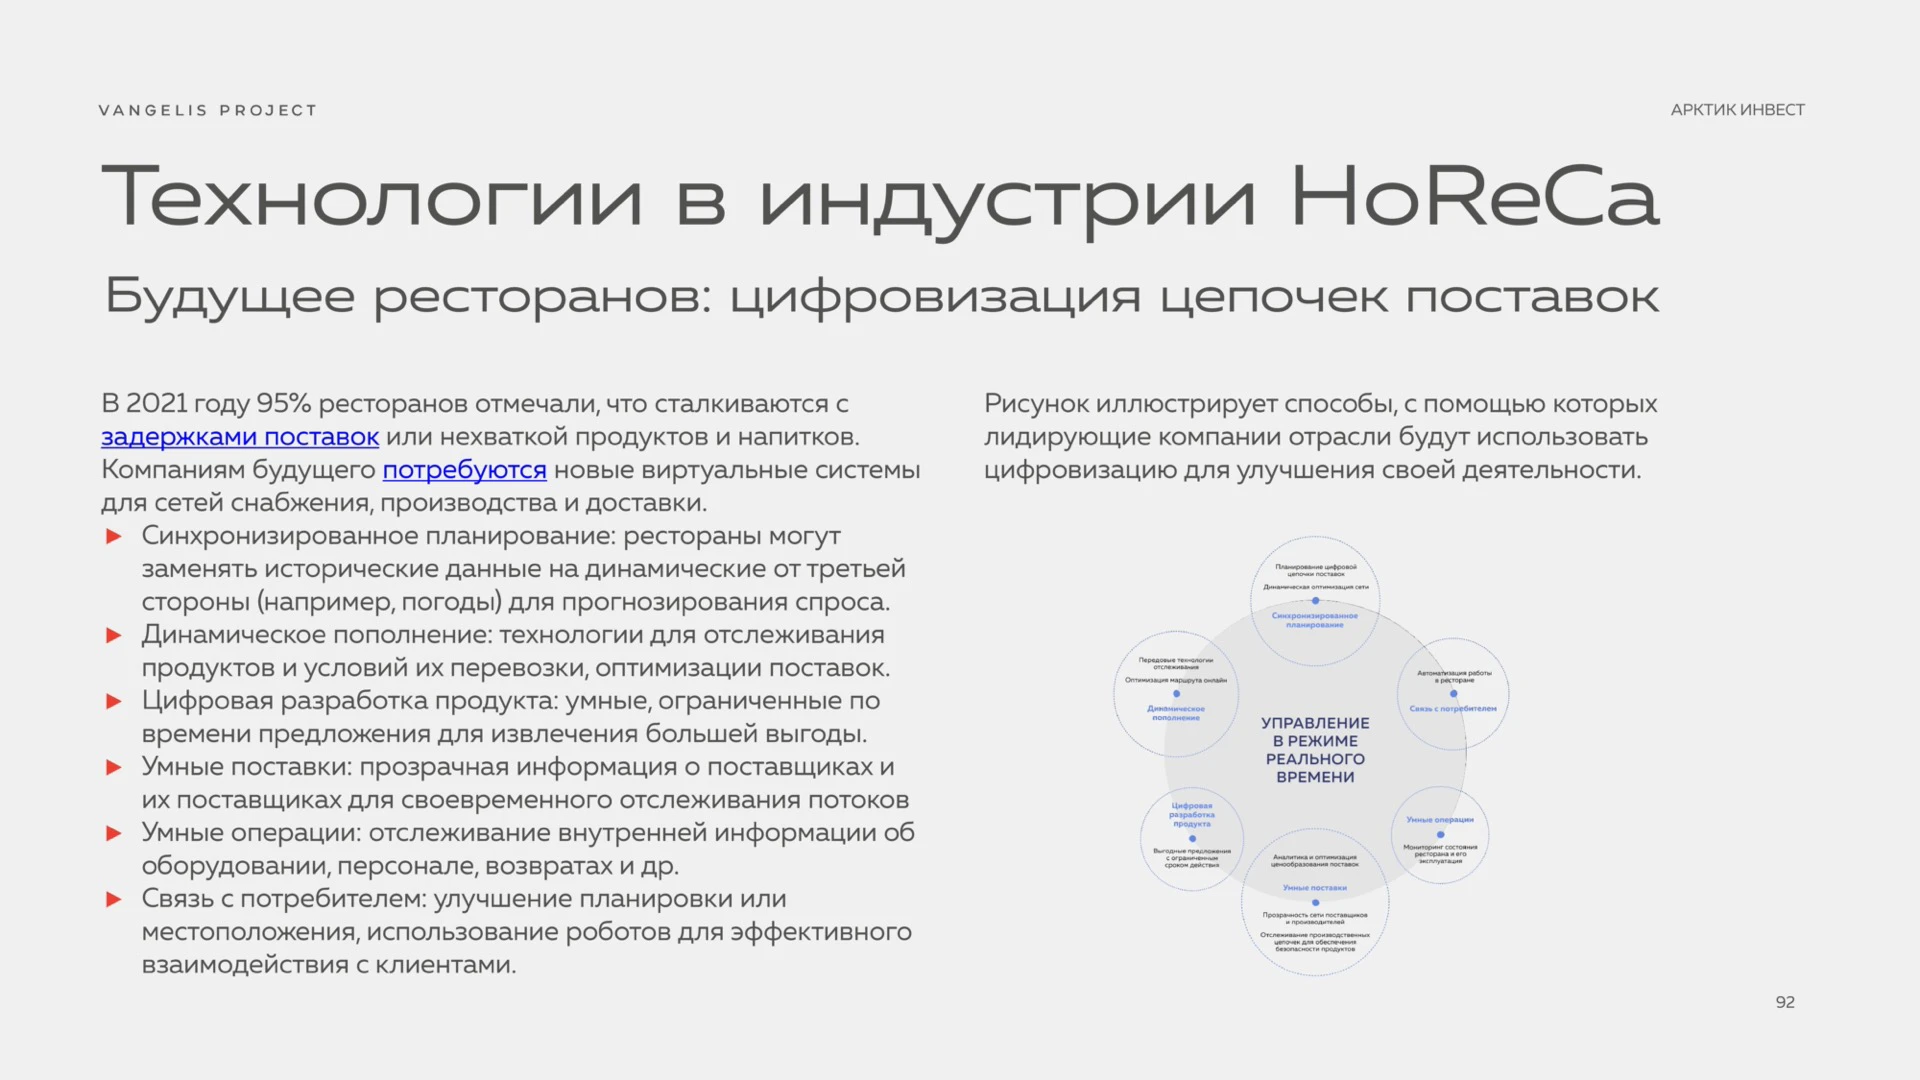 VANGELIS PROJECT
АРКТИК ИНВЕСТ
Технологии в индустрии HoReCa
Будущее ресторанов: цифровизация цепочек поставок
В 2021 году 95% ресторанов отмечали, что сталкиваются с
задержками поставок или нехваткой продуктов и напитков.
Компаниям будущего потребуются новые виртуальные системы
для сетей снабжения, производства и доставки.
► Синхронизированное планирование: рестораны могут
заменять исторические данные на динамические от третьей
стороны (например, погоды) для прогнозирования спроса.
► Динамическое пополнение: технологии для отслеживания
продуктов и условий их перевозки, оптимизации поставок.
► Цифровая разработка продукта: умные, ограниченные по
времени предложения для извлечения большей выгоды.
► Умные поставки: прозрачная информация о поставщиках и
их поставщиках для своевременного отслеживания потоков
► Умные операции: отслеживание внутренней информации об
оборудовании, персонале, возвратах и др.
► Связь с потребителем: улучшение планировки или
местоположения, использование роботов для эффективного
взаимодействия с клиентами.
Рисунок иллюстрирует способы, с помощью которых
лидирующие компании отрасли будут использовать
цифровизацию для улучшения своей деятельности.
Планирование цифровой
цепочки поставок
Динамическая оптимизация сети
Синхронизированное
планирование
Передовые технологии
отслеживания
Оптимизация маршрута онлайн
Динамическое
пополнение
Автоматизация работы
в ресторане
Связь с потребителем
УПРАВЛЕНИЕ
В РЕЖИМЕ
РЕАЛЬНОГО
ВРЕМЕНИ
Цифровая
разработка
продукта
Выгодные предложения
с ограниченным
сроком действия
Умные операции
Мониторинг состояния
ресторана и его
эксплуатация
Аналитика и оптимизация
ценообразования поставок
Умные поставки
Прозрачность сети поставщиков
и производителей
Отслеживание производственных
цепочек для обеспечения
безопасности продуктов
92